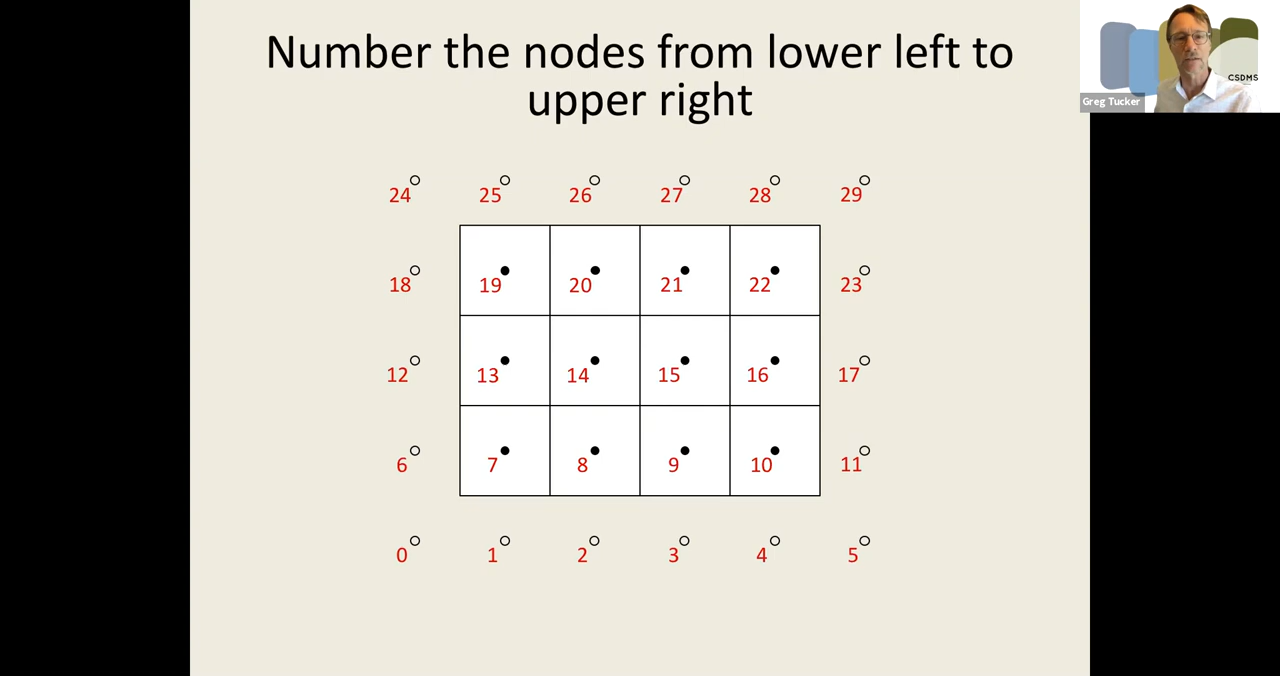 Number the nodes from lower left to
upper right
CSDMS
Greg Tucker
24 25 26 27 28 29
18 19 20 21 22 23
12 13 14 15 16 17
6 7 8 9 10 11
0 1 2 3 4 5